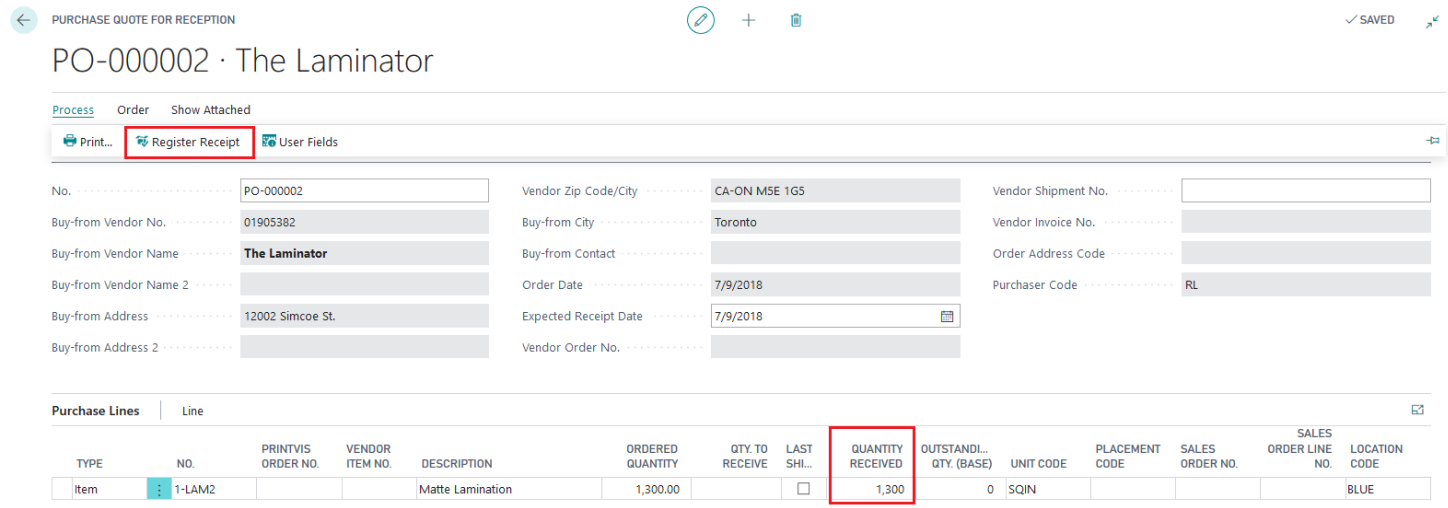 PURCHASE QUOTE FOR RECEPTION
SAVED
PO-000002 · The Laminator
Process Order Show Attached
Print... Register Receipt User Fields
No. PO-000002 Vendor Zip Code/City CA-ON M5E 1G5 Vendor Shipment No.
Buy-from Vendor No. 01905382 Buy-from City Toronto Vendor Invoice No.
Buy-from Vendor Name The Laminator Buy-from Contact Order Address Code
Buy-from Vendor Name 2 Order Date 7/9/2018 Purchaser Code RL
Buy-from Address 12002 Simcoe St. Expected Receipt Date 7/9/2018
Buy-from Address 2 Vendor Order No.
Purchase Lines Line
SALES
PRINTVIS VENDOR ORDERED QTY. TO LAST QUANTITY OUTSTANDI... PLACEMENT SALES ORDER LINE LOCATION
TYPE NO. ORDER NO. ITEM NO. DESCRIPTION QUANTITY RECEIVE SHI... RECEIVED QTY. (BASE) UNIT CODE CODE ORDER NO. NO. CODE
Item 1-LAM2 Matte Lamination 1,300.00 1,300 0 SQIN BLUE